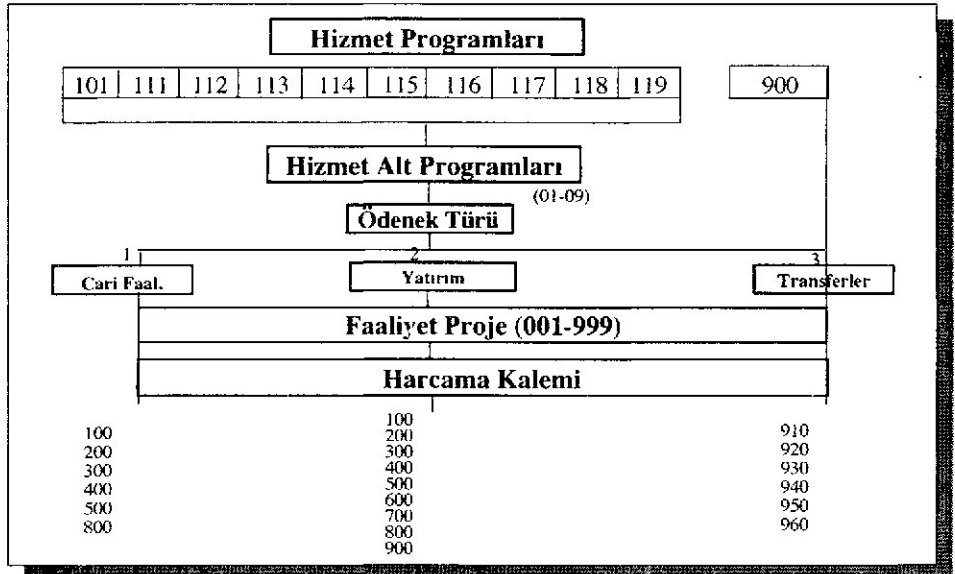 Hizmet Programları
101 111 112 113 114 115 116 117 118 119 900
Hizmet Alt Programları
(01-09)
Ödenek Türü
1 2 3
Cari Faal. Yatırım Transferler
Faaliyet Proje (001-999)
Harcama Kalemi
100
200
300
400
500
800
100
200
300
400
500
600
700
800
900
910
920
930
940
950
960